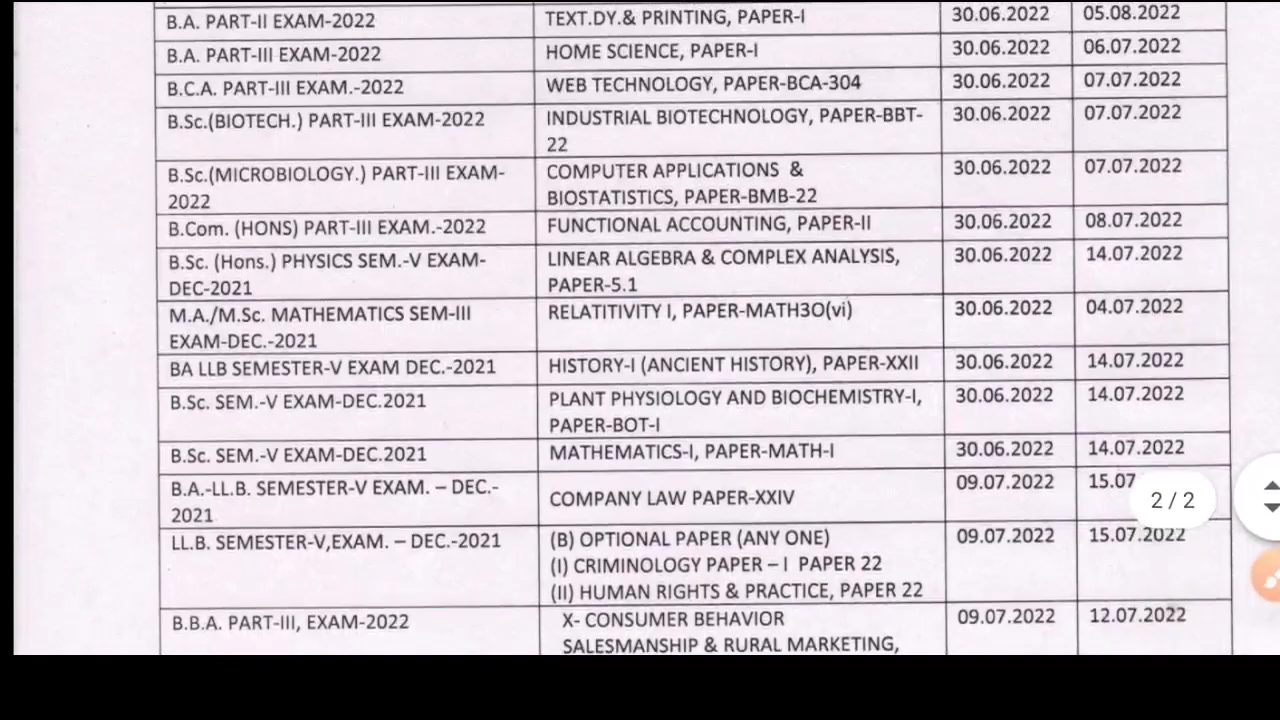 B.A. PART-II EXAM-2022 TEXT.DY.& PRINTING, PAPER-I 30.06.2022 05.08.2022
B.A. PART-III EXAM-2022 HOME SCIENCE, PAPER-I 30.06.2022 06.07.2022
B.C.A. PART-III EXAM.-2022 WEB TECHNOLOGY, PAPER-BCA-304 30.06.2022 07.07.2022
B.Sc.(BIOTECH.) PART-III EXAM-2022 INDUSTRIAL BIOTECHNOLOGY, PAPER-BBT- 30.06.2022 07.07.2022
22
B.Sc.(MICROBIOLOGY.) PART-III EXAM- COMPUTER APPLICATIONS & 30.06.2022 07.07.2022
2022 BIOSTATISTICS, PAPER-BMB-22
B.Com. (HONS) PART-III EXAM.-2022 FUNCTIONAL ACCOUNTING, PAPER-II 30.06.2022 08.07.2022
B.Sc. (Hons.) PHYSICS SEM.-V EXAM- LINEAR ALGEBRA & COMPLEX ANALYSIS, 30.06.2022 14.07.2022
DEC-2021 PAPER-5.1
M.A./M.Sc. MATHEMATICS SEM-III RELATITIVITY I, PAPER-MATH3O(vi) 30.06.2022 04.07.2022
EXAM-DEC.-2021
BA LLB SEMESTER-V EXAM DEC.-2021 HISTORY-I (ANCIENT HISTORY), PAPER-XXII 30.06.2022 14.07.2022
B.Sc. SEM.-V EXAM-DEC.2021 PLANT PHYSIOLOGY AND BIOCHEMISTRY-I, 30.06.2022 14.07.2022
PAPER-BOT-I
B.Sc. SEM.-V EXAM-DEC.2021 MATHEMATICS-I, PAPER-MATH-I 30.06.2022 14.07.2022
B.A.-LL.B. SEMESTER-V EXAM. – DEC.- COMPANY LAW PAPER-XXIV 09.07.2022 15.07
2021
2 / 2
LL.B. SEMESTER-V,EXAM. – DEC.-2021 (B) OPTIONAL PAPER (ANY ONE) 09.07.2022 15.07.2022
(I) CRIMINOLOGY PAPER – I PAPER 22
(II) HUMAN RIGHTS & PRACTICE, PAPER 22
B.B.A. PART-III, EXAM-2022 X- CONSUMER BEHAVIOR 09.07.2022 12.07.2022
SALESMANSHIP & RURAL MARKETING,